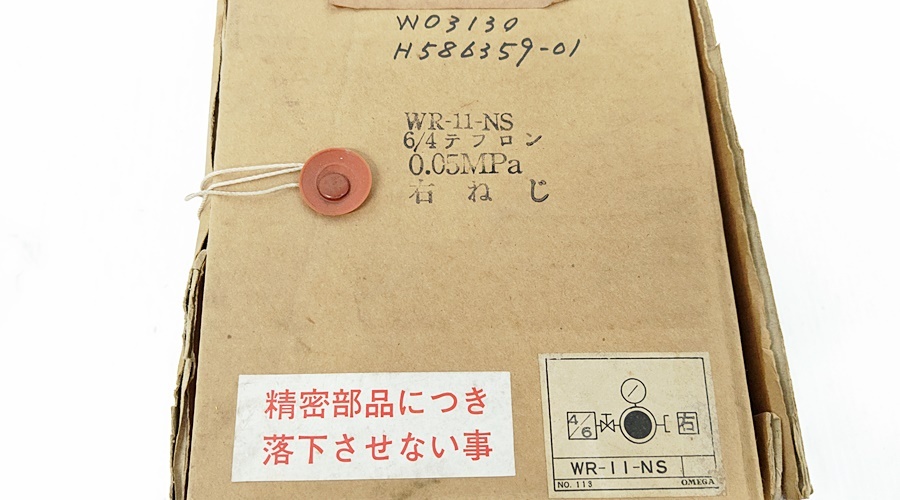 W03130
H586359-01
WR-11-NS
6/4テフロン
0.05MPa
右ねじ
精密部品につき
落下させない事
4/6
右
WR-11-NS
NO. 113 OMEGA